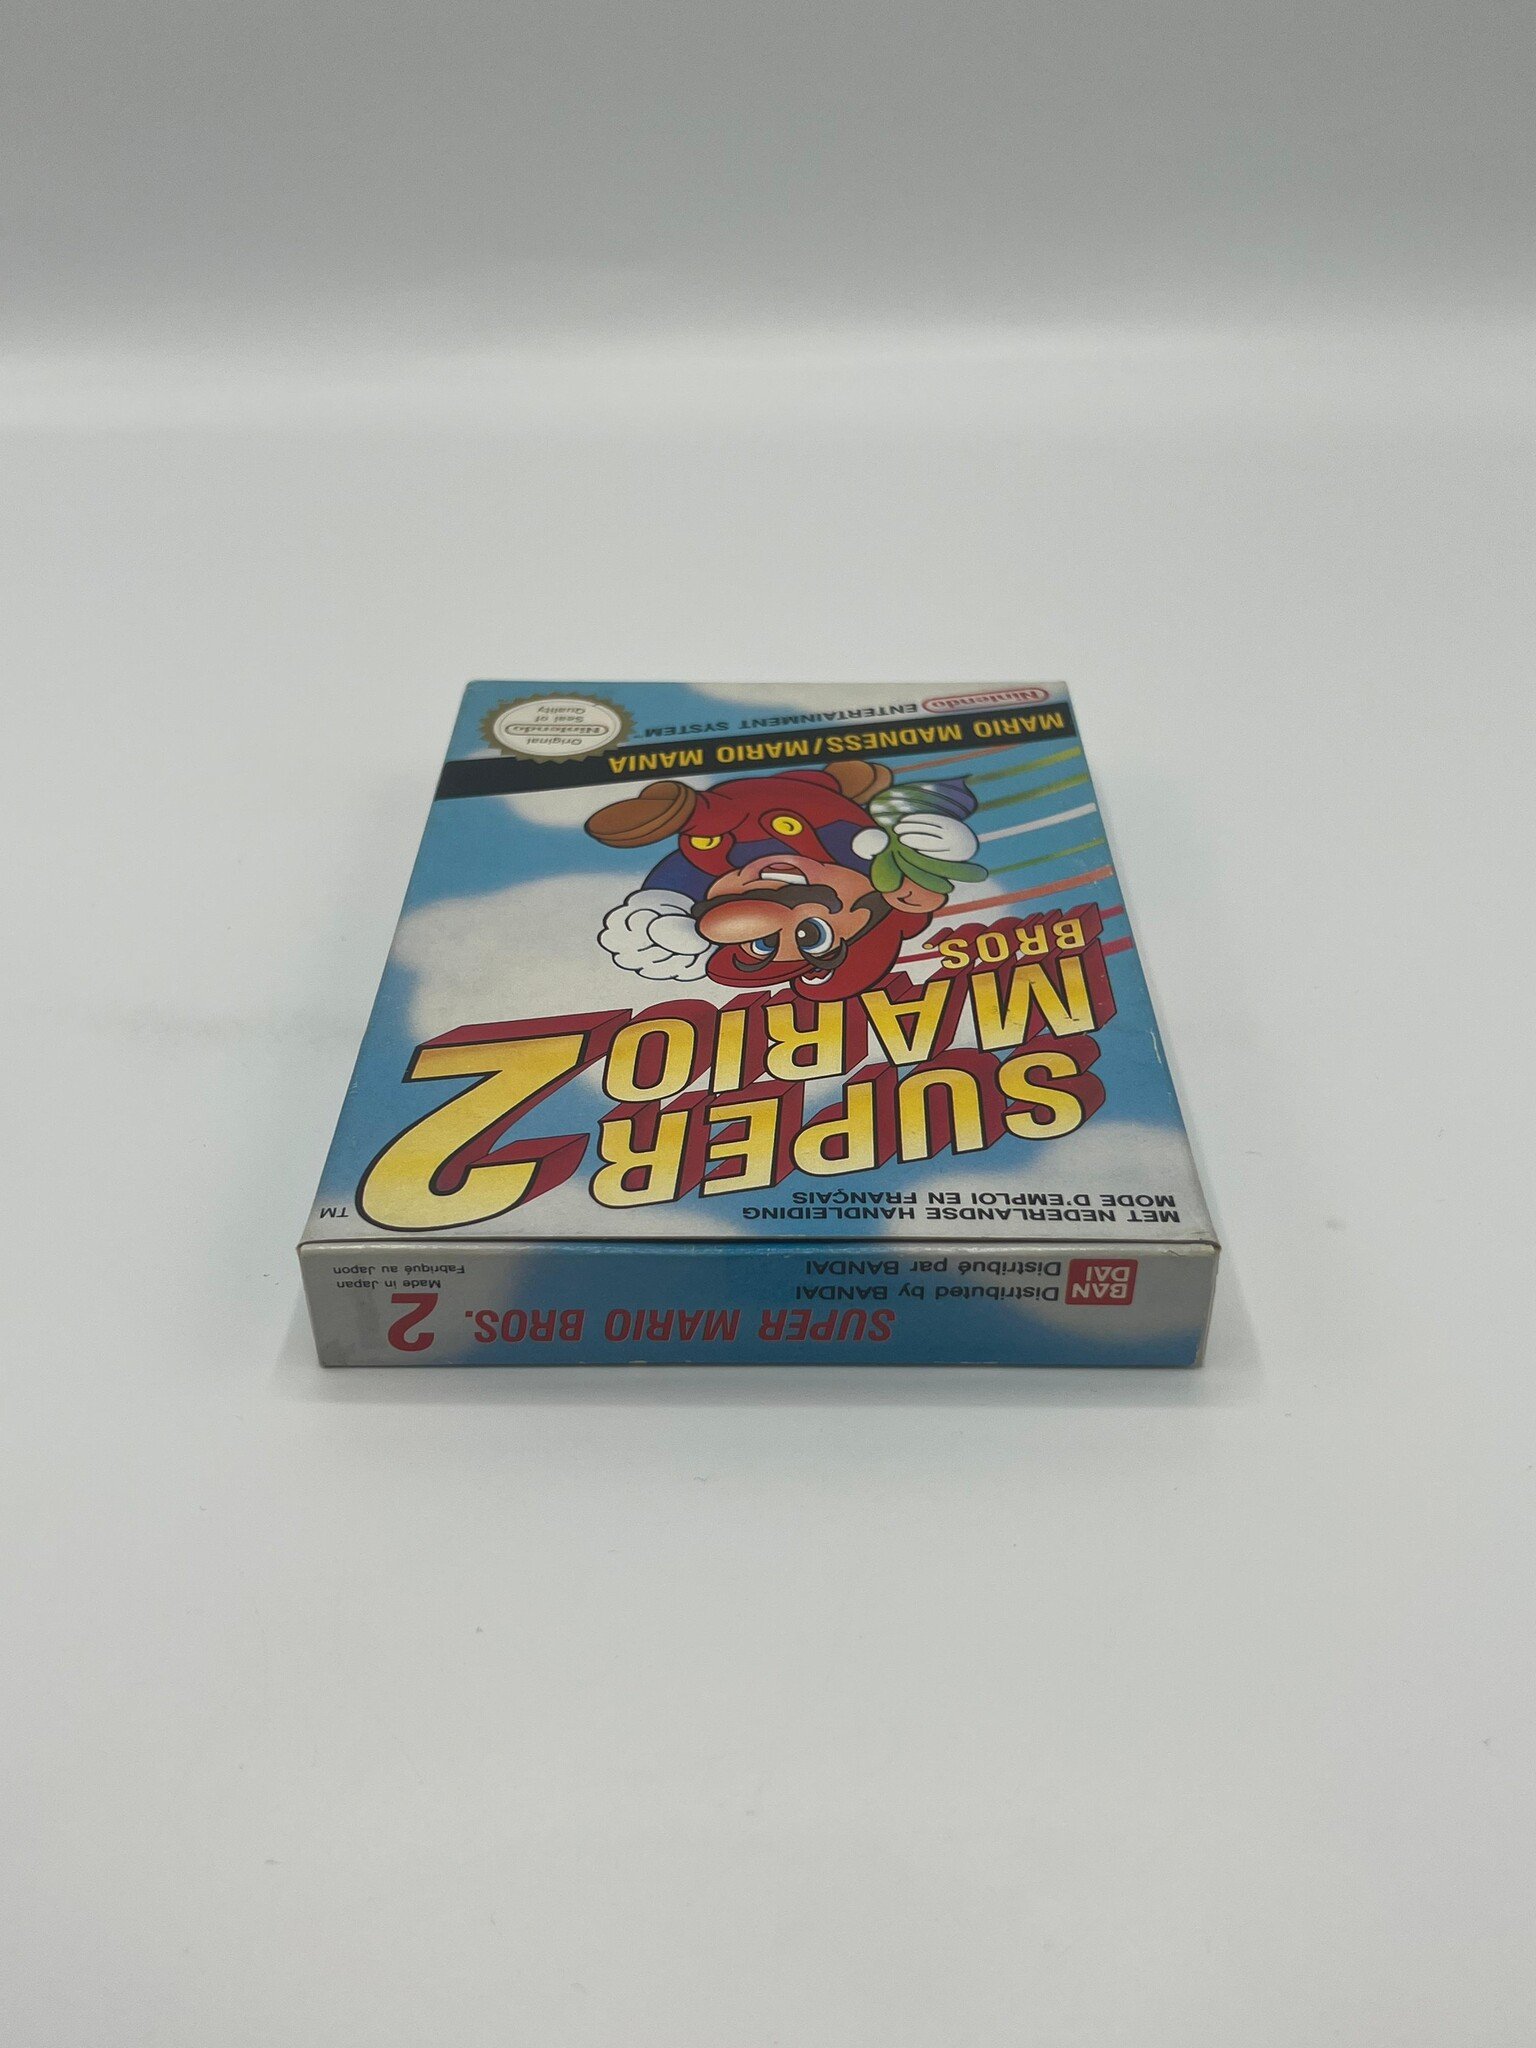 MET NEDERLANDSE HANDLEIDING
MODE D'EMPLOI EN FRANÇAIS
TM
SUPER
MARIO 2
BROS.
MARIO MADNESS/MARIO MANIA
Nintendo
ENTERTAINMENT SYSTEM™
Original
Nintendo
Seal of
Quality
SUPER MARIO BROS. 2
BAN
DAI
Distributed by BANDAI
Distribué par BANDAI
Made in Japan
Fabriqué au Japon